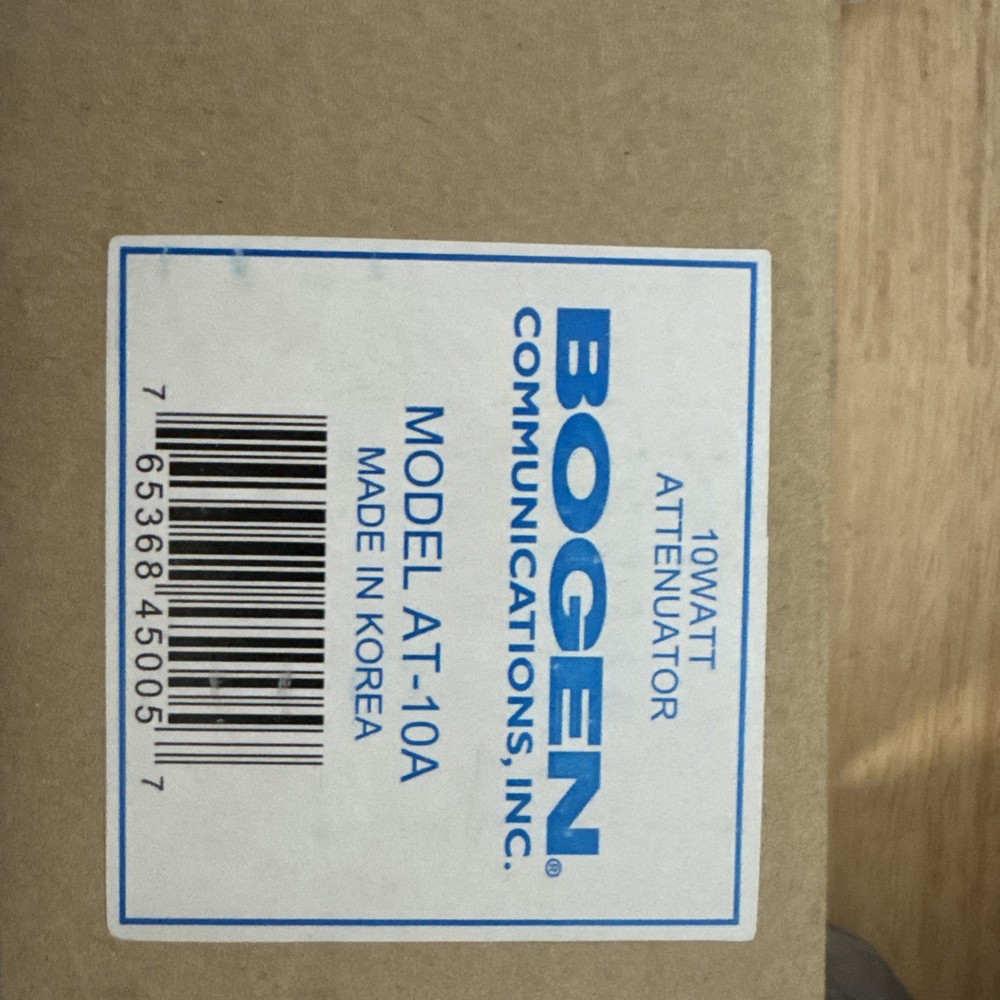 10WATT
ATTENUATOR
BOGEN®
COMMUNICATIONS, INC.
MODEL AT-10A
MADE IN KOREA
7 65368 45005 7